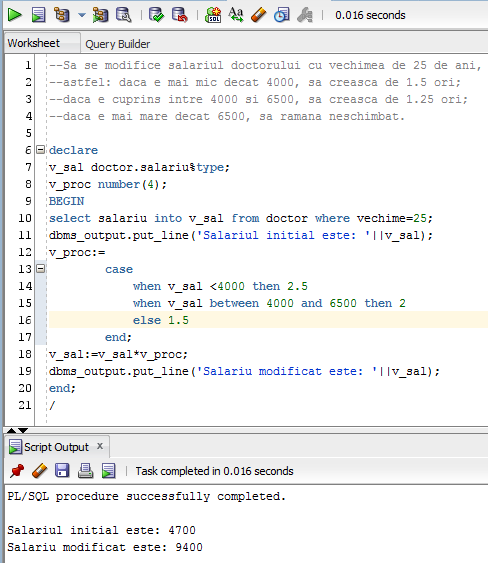 0.016 seconds
Worksheet Query Builder
1 --Sa se modifice salariul doctorului cu vechimea de 25 de ani,
2 --astfel: daca e mai mic decat 4000, sa creasca de 1.5 ori;
3 --daca e cuprins intre 4000 si 6500, sa creasca de 1.25 ori;
4 --daca e mai mare decat 6500, sa ramana neschimbat.
5
6 declare
7 v_sal doctor.salariu%type;
8 v_proc number(4);
9 BEGIN
10 select salariu into v_sal from doctor where vechime=25;
11 dbms_output.put_line('Salariul initial este: '||v_sal);
12 v_proc:=
13 case
14 when v_sal <4000 then 2.5
15 when v_sal between 4000 and 6500 then 2
16 else 1.5
17 end;
18 v_sal:=v_sal*v_proc;
19 dbms_output.put_line('Salariu modificat este: '||v_sal);
20 end;
21 /
Script Output x
Task completed in 0.016 seconds
PL/SQL procedure successfully completed.
Salariul initial este: 4700
Salariu modificat este: 9400